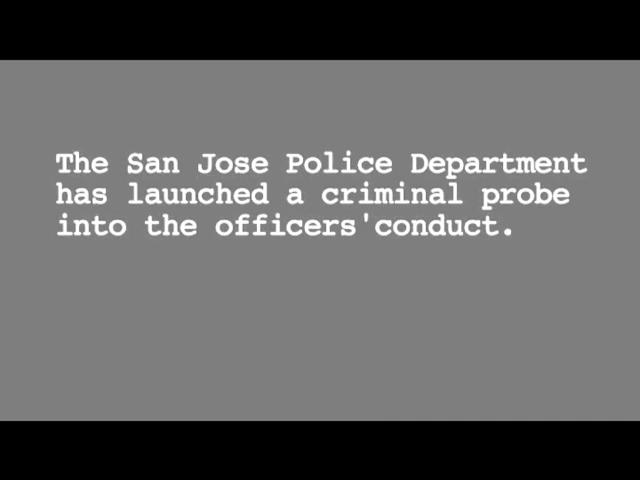 The San Jose Police Department
has launched a criminal probe
into the officers'conduct.